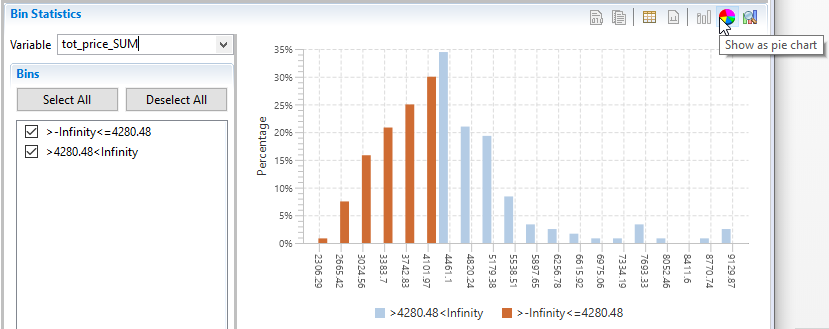 Bin Statistics
Variable tot_price_SUM
Show as pie chart
Bins
Select All Deselect All
>-Infinity<=4280.48
>4280.48<Infinity
Percentage
35%
30%
25%
20%
15%
10%
5%
0%
2306.29 2665.42 3024.56 3383.7 3742.83 4101.97 4461.1 4820.24 5179.38 5538.51 5897.65 6256.78 6615.92 6975.06 7334.19 7693.33 8052.46 8411.6 8770.74 9129.87
>4280.48<Infinity >-Infinity<=4280.48